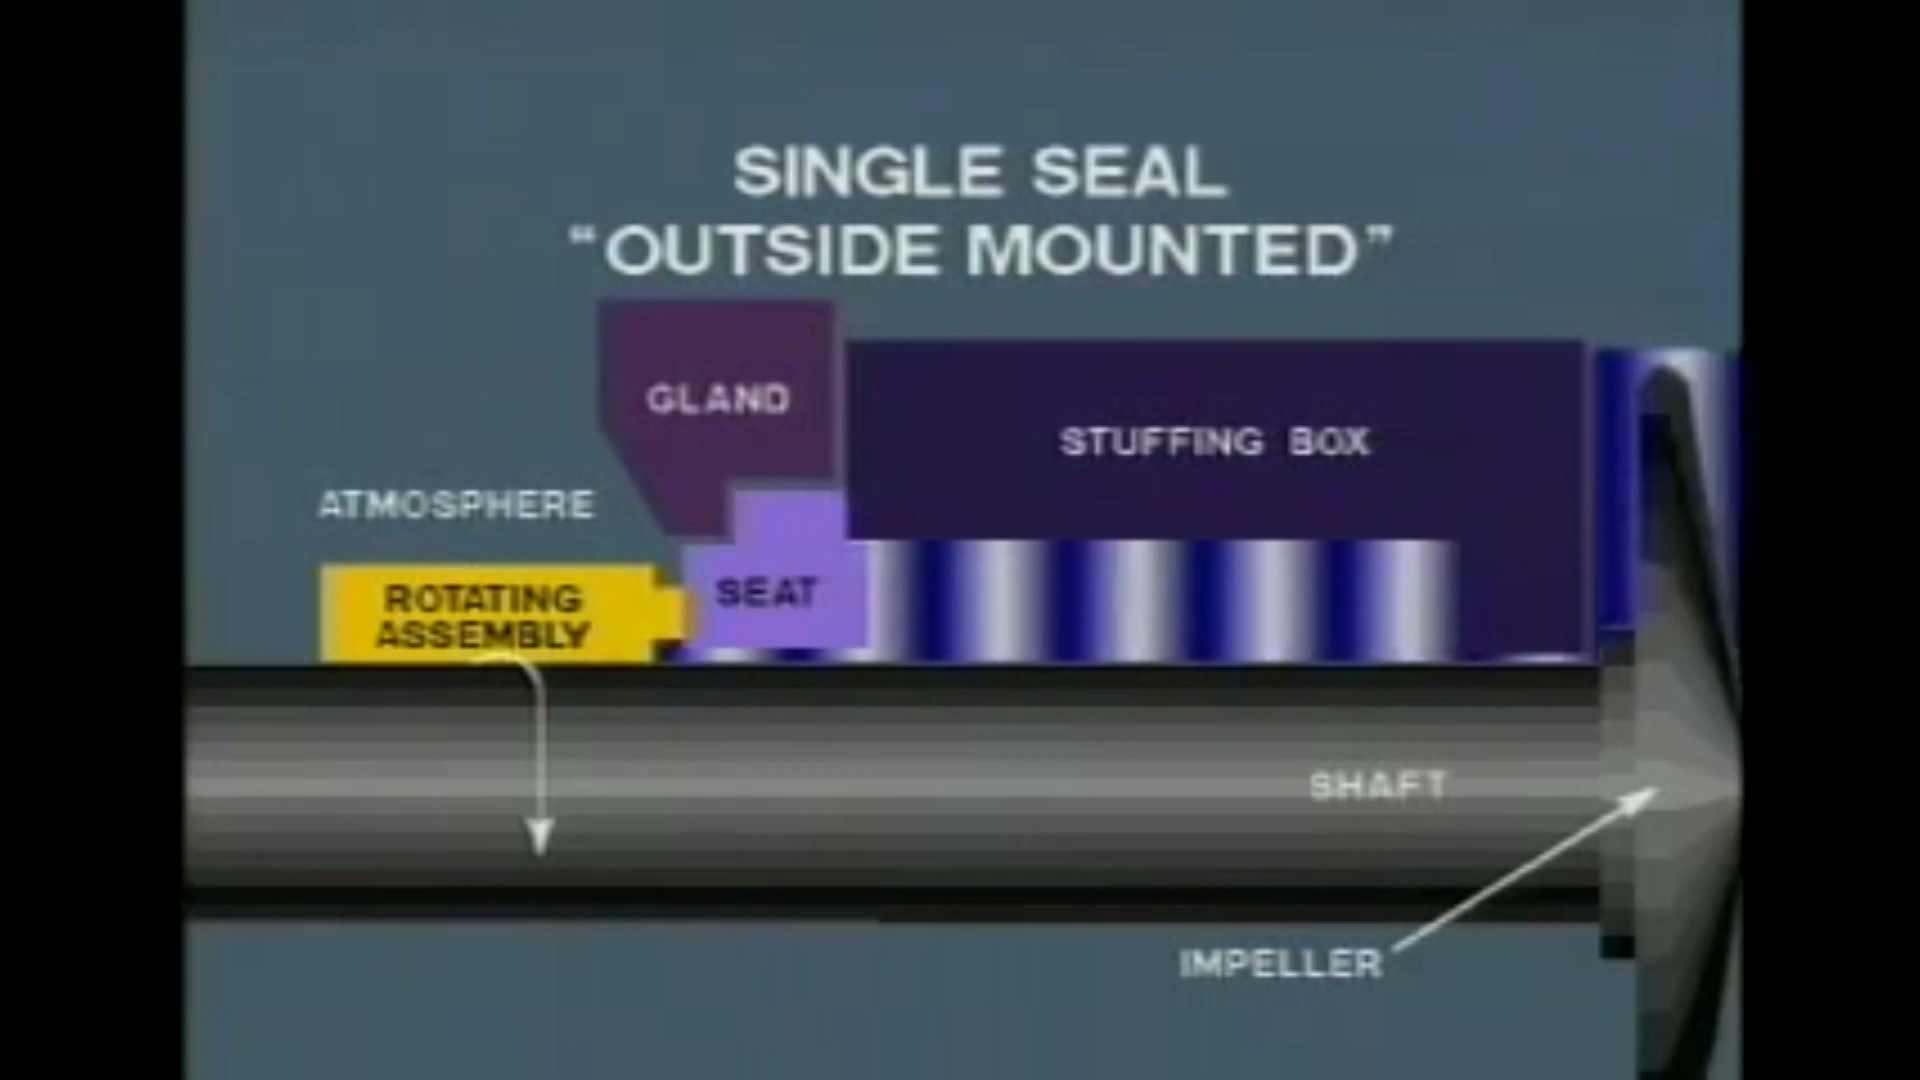 SINGLE SEAL
“OUTSIDE MOUNTED”
GLAND
STUFFING BOX
ATMOSPHERE
ROTATING
ASSEMBLY
SEAT
SHAFT
IMPELLER